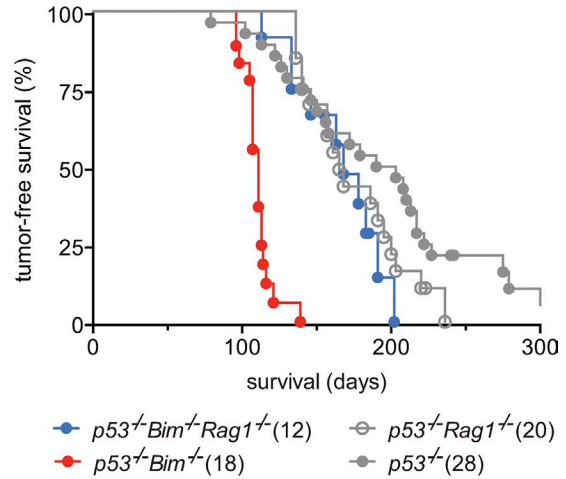 100
75
50
25
0
tumor-free survival (%)
0 100 200 300
survival (days)
p53-/-Bim-/-Rag1-/-(12) p53-/-Rag1-/-(20)
p53-/-Bim-/-(18) p53-/-(28)